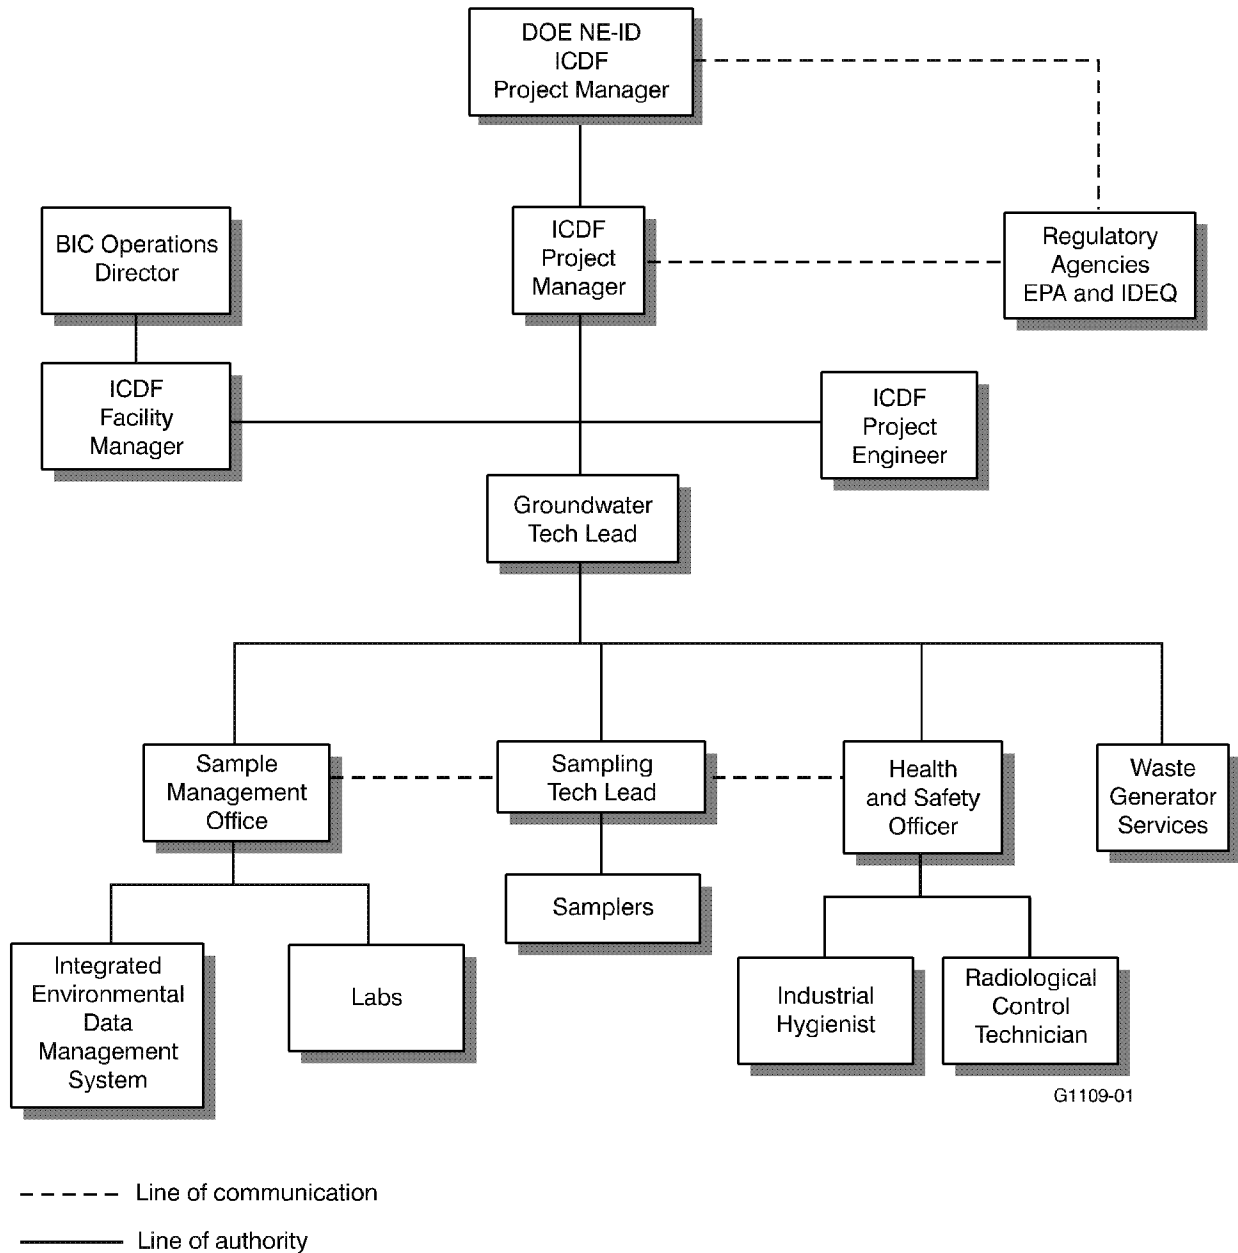 DOE NE-ID
ICDF
Project Manager
BIC Operations
Director
ICDF
Project
Manager
Regulatory
Agencies
EPA and IDEQ
ICDF
Facility
Manager
ICDF
Project
Engineer
Groundwater
Tech Lead
Sample
Management
Office
Sampling
Tech Lead
Health
and Safety
Officer
Waste
Generator
Services
Samplers
Integrated
Environmental
Data
Management
System
Labs
Industrial
Hygienist
Radiological
Control
Technician
G1109-01
Line of communication
Line of authority